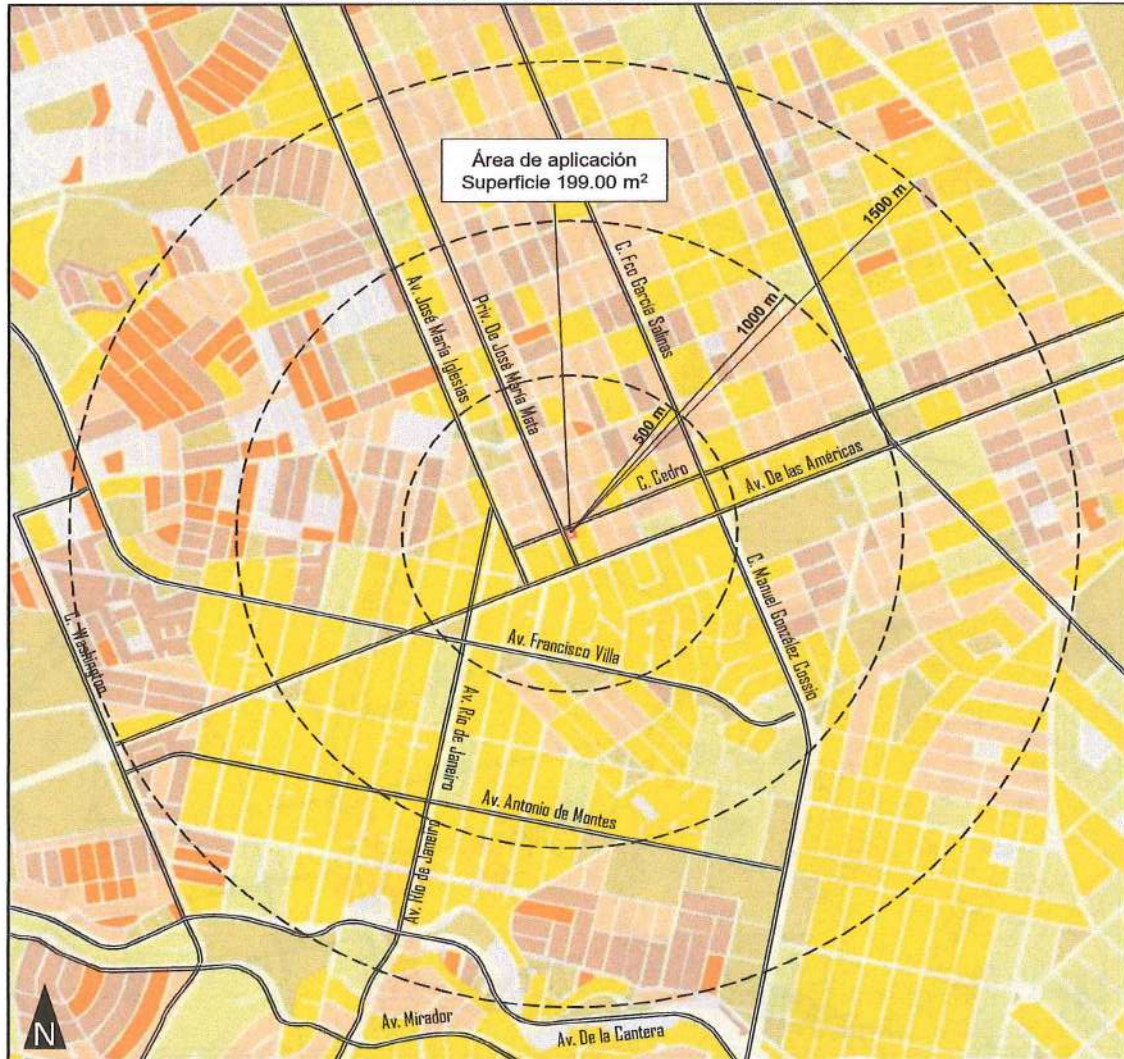 Área de aplicación
Superficie 199.00 m²
1500 m
1000 m
500 m
Av. José María Iglesias
Priv. De José María Mata
C. Fco García Salinas
C. Cedro
Av. De las Américas
C. Manuel González Cossio
C. Washington
Av. Francisco Villa
Av. Río de Janeiro
Av. Antonio de Montes
Av. Río de Janeiro
Av. Mirador
Av. De la Cantera
N